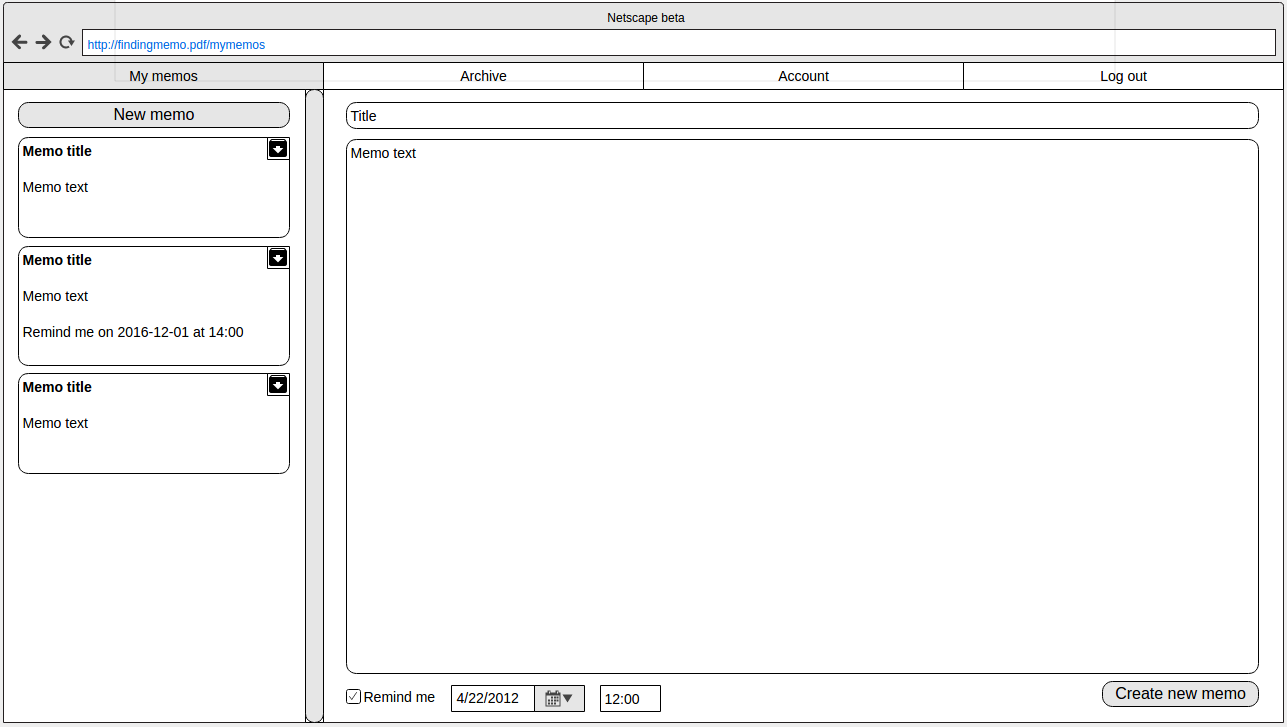 Netscape beta
http://findingmemo.pdf/mymemos
My memos Archive Account Log out
New memo
Memo title
Memo text
Memo title
Memo text
Remind me on 2016-12-01 at 14:00
Memo title
Memo text
Title
Memo text
Remind me 4/22/2012 12:00 Create new memo